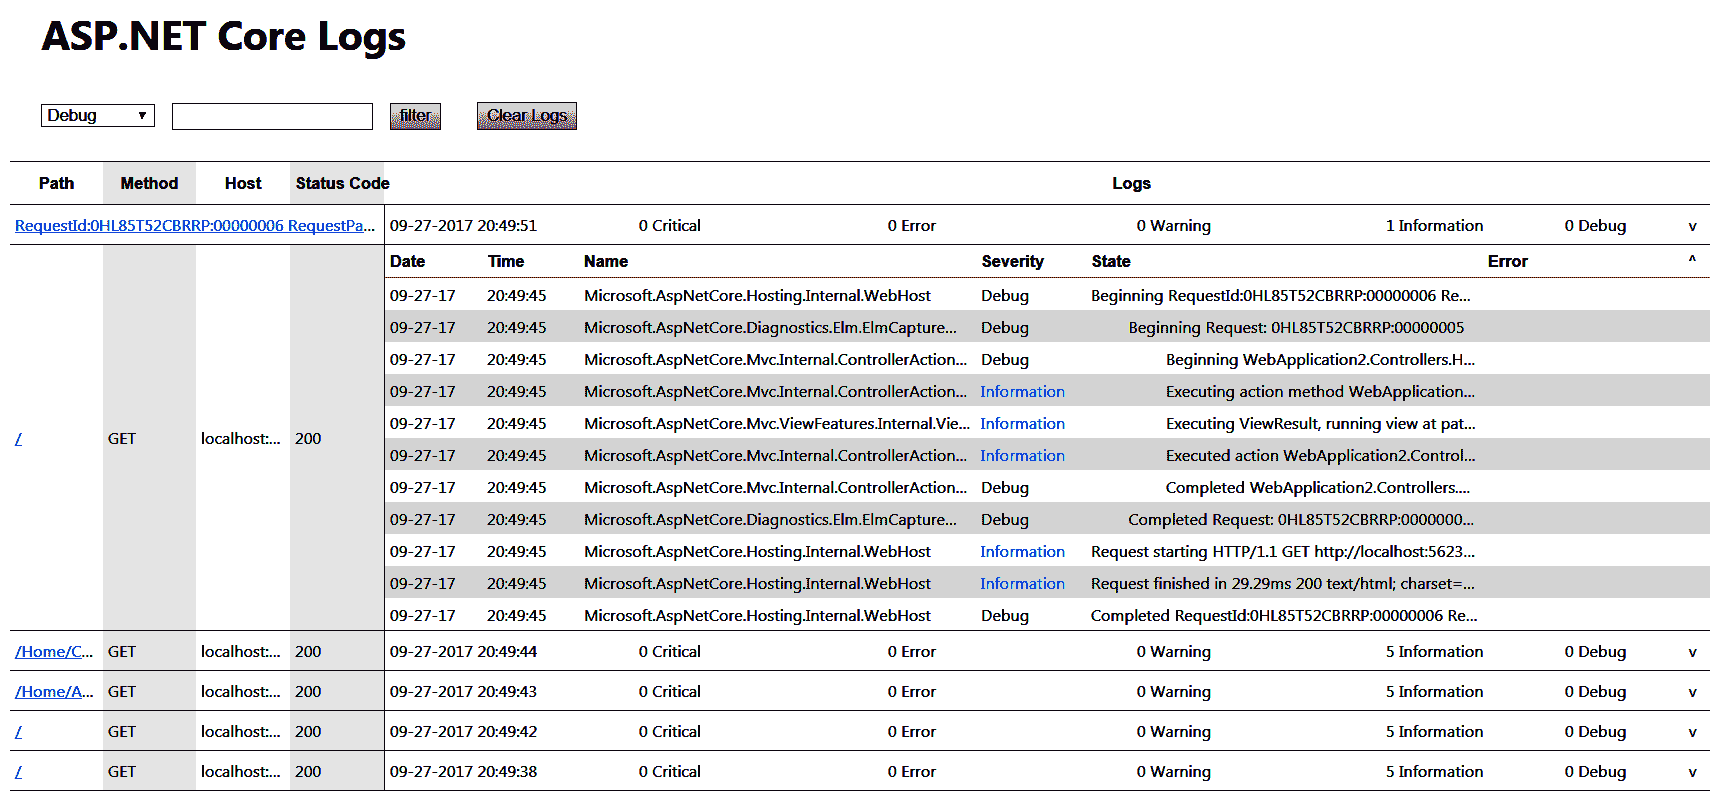 ASP.NET Core Logs
Debug ▼ filter Clear Logs
Path Method Host Status Code Logs
RequestId:0HL85T52CBRRP:00000006 RequestPa... 09-27-2017 20:49:51 0 Critical 0 Error 0 Warning 1 Information 0 Debug v
Date Time Name Severity State Error ^
09-27-17 20:49:45 Microsoft.AspNetCore.Hosting.Internal.WebHost Debug Beginning RequestId:0HL85T52CBRRP:00000006 Re...
09-27-17 20:49:45 Microsoft.AspNetCore.Diagnostics.Elm.ElmCapture... Debug Beginning Request: 0HL85T52CBRRP:00000005
09-27-17 20:49:45 Microsoft.AspNetCore.Mvc.Internal.ControllerAction... Debug Beginning WebApplication2.Controllers.H...
09-27-17 20:49:45 Microsoft.AspNetCore.Mvc.Internal.ControllerAction... Information Executing action method WebApplication...
09-27-17 20:49:45 Microsoft.AspNetCore.Mvc.ViewFeatures.Internal.Vie... Information Executing ViewResult, running view at pat...
/ GET localhost:... 200
09-27-17 20:49:45 Microsoft.AspNetCore.Mvc.Internal.ControllerAction... Information Executed action WebApplication2.Control...
09-27-17 20:49:45 Microsoft.AspNetCore.Mvc.Internal.ControllerAction... Debug Completed WebApplication2.Controllers....
09-27-17 20:49:45 Microsoft.AspNetCore.Diagnostics.Elm.ElmCapture... Debug Completed Request: 0HL85T52CBRRP:0000000...
09-27-17 20:49:45 Microsoft.AspNetCore.Hosting.Internal.WebHost Information Request starting HTTP/1.1 GET http://localhost:5623...
09-27-17 20:49:45 Microsoft.AspNetCore.Hosting.Internal.WebHost Information Request finished in 29.29ms 200 text/html; charset=...
09-27-17 20:49:45 Microsoft.AspNetCore.Hosting.Internal.WebHost Debug Completed RequestId:0HL85T52CBRRP:00000006 Re...
/Home/C... GET localhost:... 200 09-27-2017 20:49:44 0 Critical 0 Error 0 Warning 5 Information 0 Debug v
/Home/A... GET localhost:... 200 09-27-2017 20:49:43 0 Critical 0 Error 0 Warning 5 Information 0 Debug v
/ GET localhost:... 200 09-27-2017 20:49:42 0 Critical 0 Error 0 Warning 5 Information 0 Debug v
/ GET localhost:... 200 09-27-2017 20:49:38 0 Critical 0 Error 0 Warning 5 Information 0 Debug v